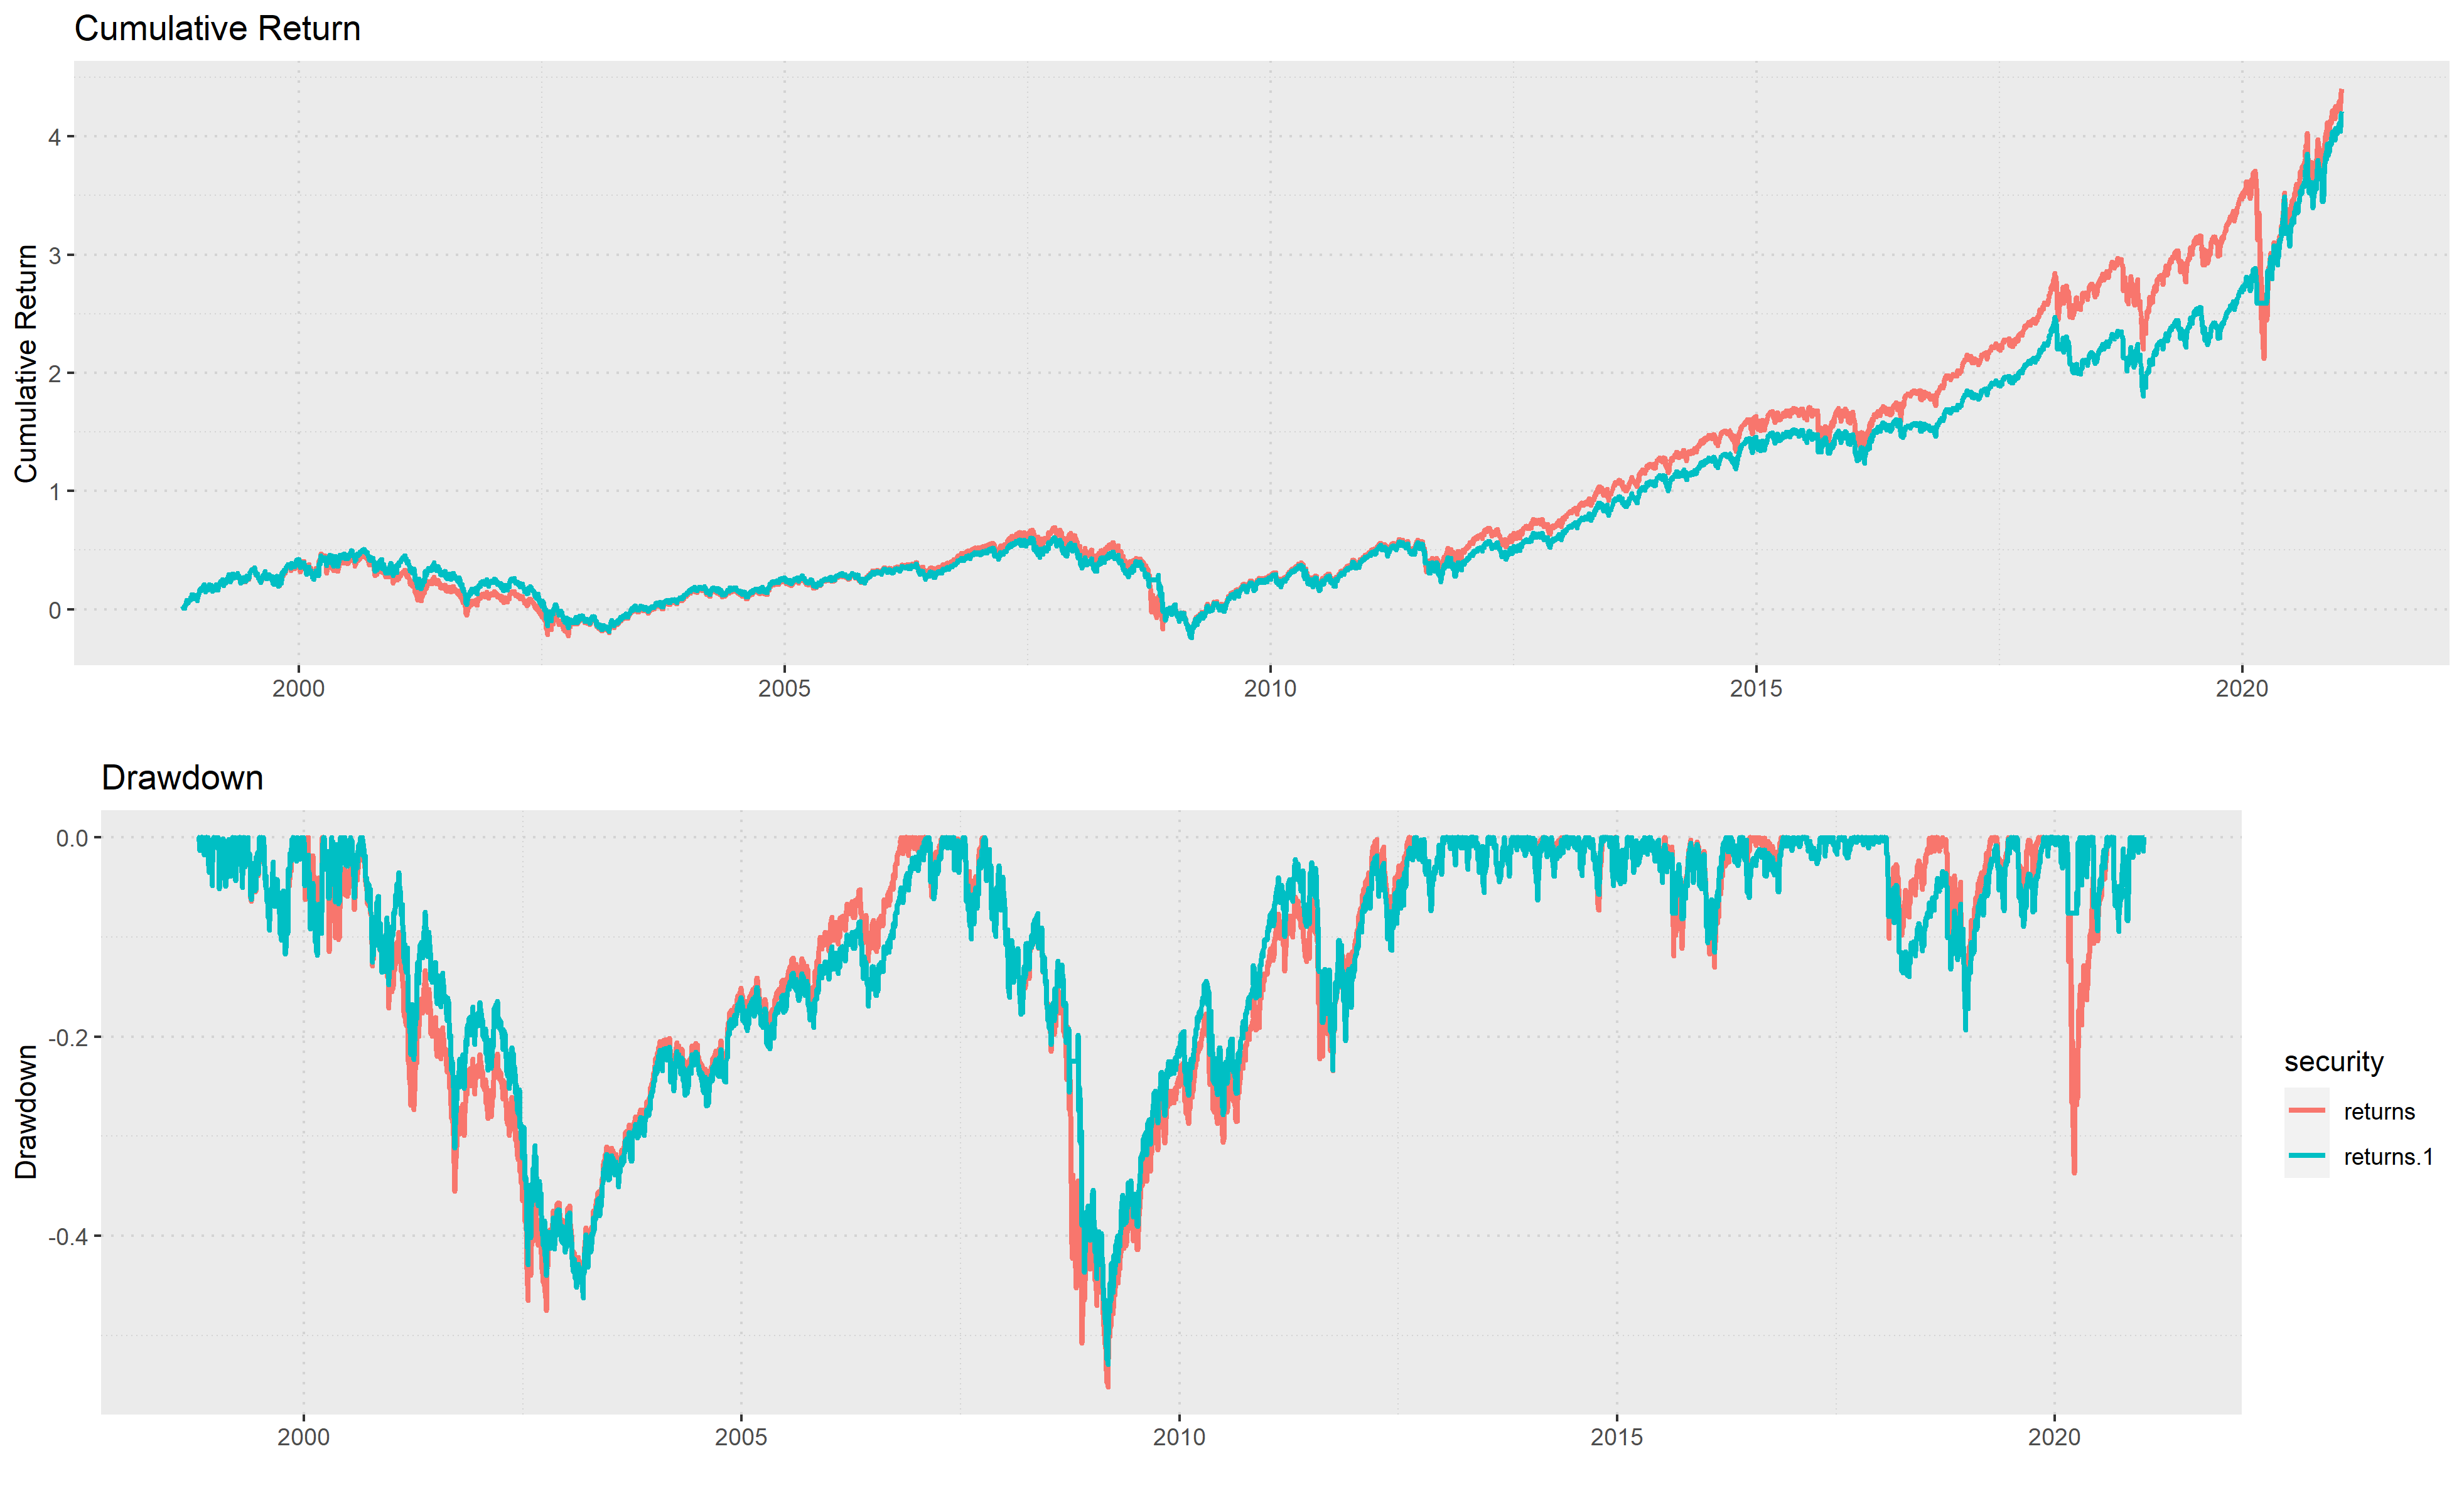 Cumulative Return
Cumulative Return
4
3
2
1
0
2000 2005 2010 2015 2020
Drawdown
Drawdown
0.0
-0.2
-0.4
2000 2005 2010 2015 2020
security
returns
returns.1